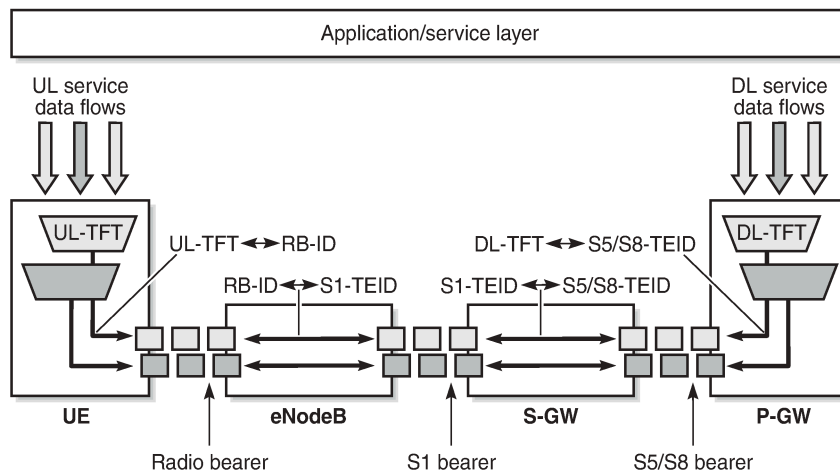 Application/service layer
UL service
data flows
DL service
data flows
UL-TFT
DL-TFT
UL-TFT RB-ID
DL-TFT S5/S8-TEID
RB-ID S1-TEID
S1-TEID S5/S8-TEID
UE
eNodeB
S-GW
P-GW
Radio bearer
S1 bearer
S5/S8 bearer